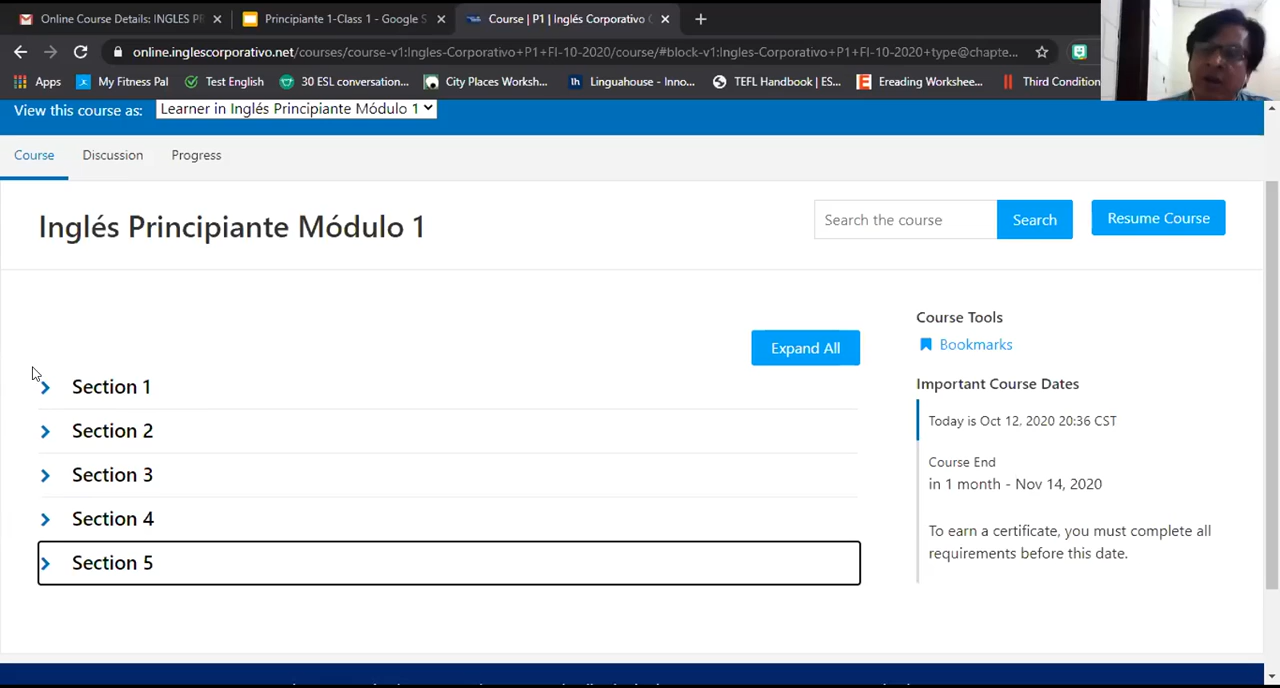 Online Course Details: INGLES PR
Principiante 1-Class 1 - Google S
Course | P1 | Inglés Corporativo
online.inglescorporativo.net/courses/course-v1:Ingles-Corporativo+P1+FI-10-2020/course/#block-v1:Ingles-Corporativo+P1+FI-10-2020+type@chapte...
Apps My Fitness Pal Test English 30 ESL conversation... City Places Worksh... lh Linguahouse - Inno... TEFL Handbook | ES... E Ereading Workshee... Third Condition
View this course as: Learner in Inglés Principiante Módulo 1
Course Discussion Progress
Inglés Principiante Módulo 1
Search the course Search Resume Course
Expand All
Section 1
Section 2
Section 3
Section 4
Section 5
Course Tools
Bookmarks
Important Course Dates
Today is Oct 12, 2020 20:36 CST
Course End
in 1 month - Nov 14, 2020
To earn a certificate, you must complete all
requirements before this date.